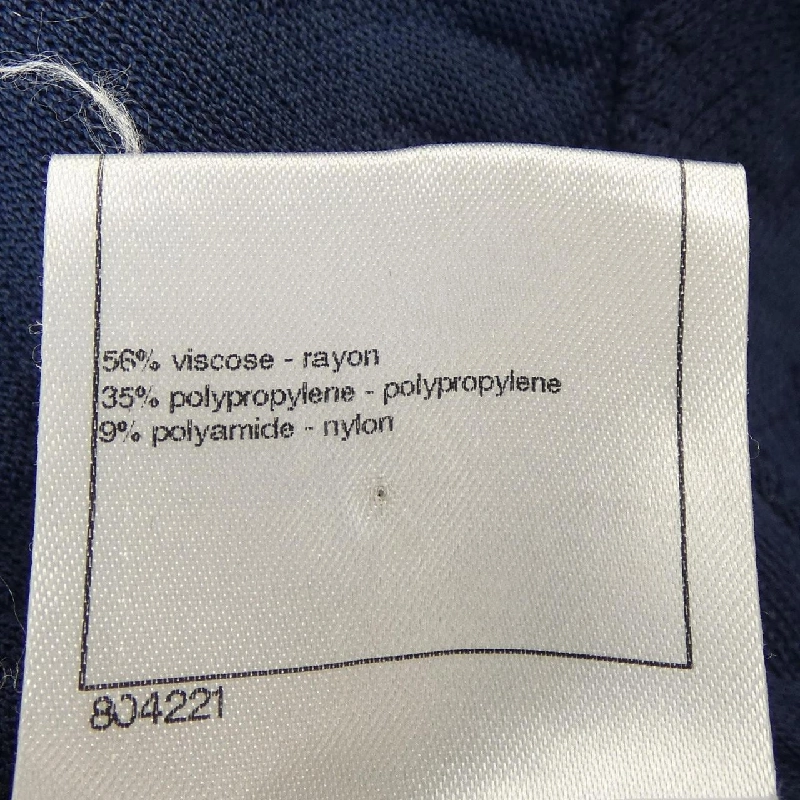 56% viscose - rayon
35% polypropylene - polypropylene
9% polyamide - nylon
804221